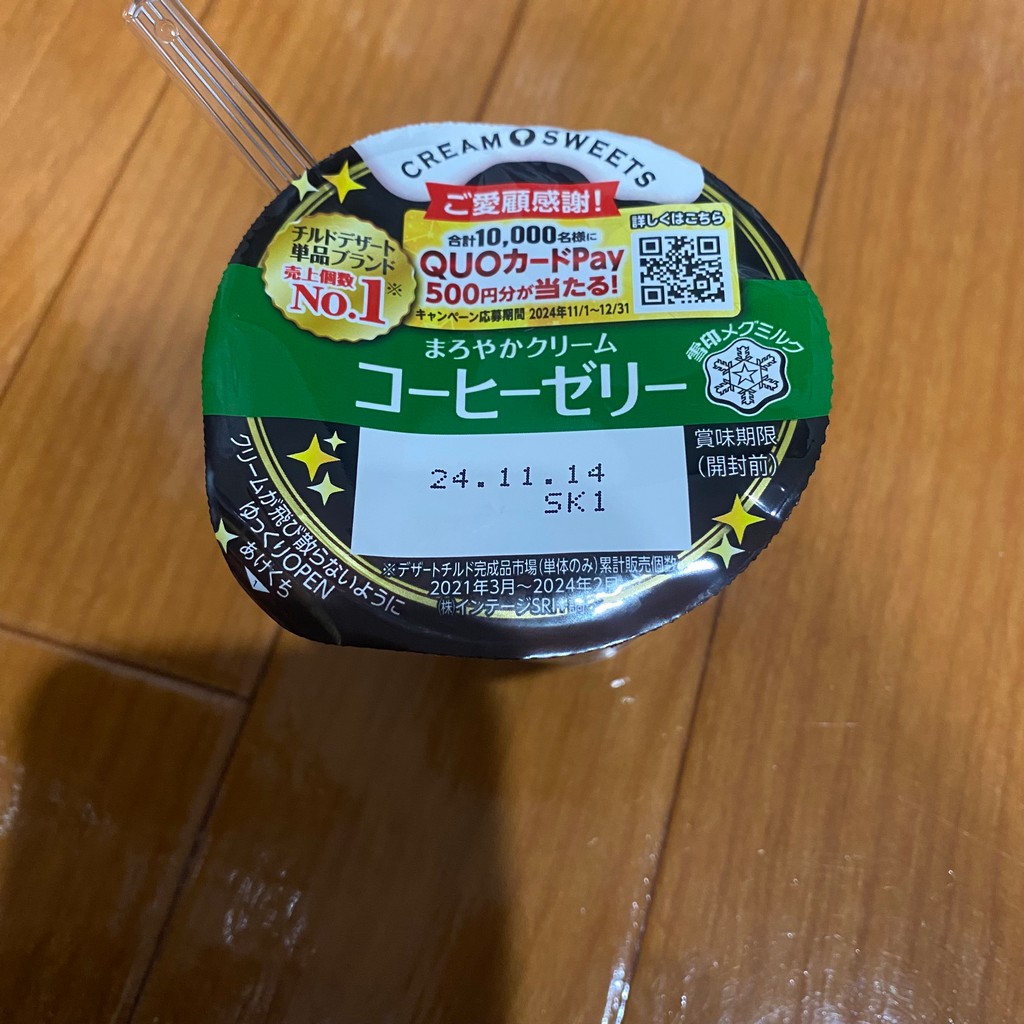 CREAM SWEETS
ご愛顧感謝!
合計10,000名様に
QUOカードPay
500円分が当たる!
キャンペーン応募期間 2024年11/1~12/31
詳しくはこちら
チルドデザート
単品ブランド
売上個数
No.1※
まろやかクリーム
コーヒーゼリー
雪印メグミルク
賞味期限
(開封前)
24.11.14
SK1
クリームが飛び散らないように
ゆっくりOPEN
あけくち
※デザートチルド完成品市場(単体のみ)累計販売個数
2021年3月~2024年2月
(株)インテージSRI